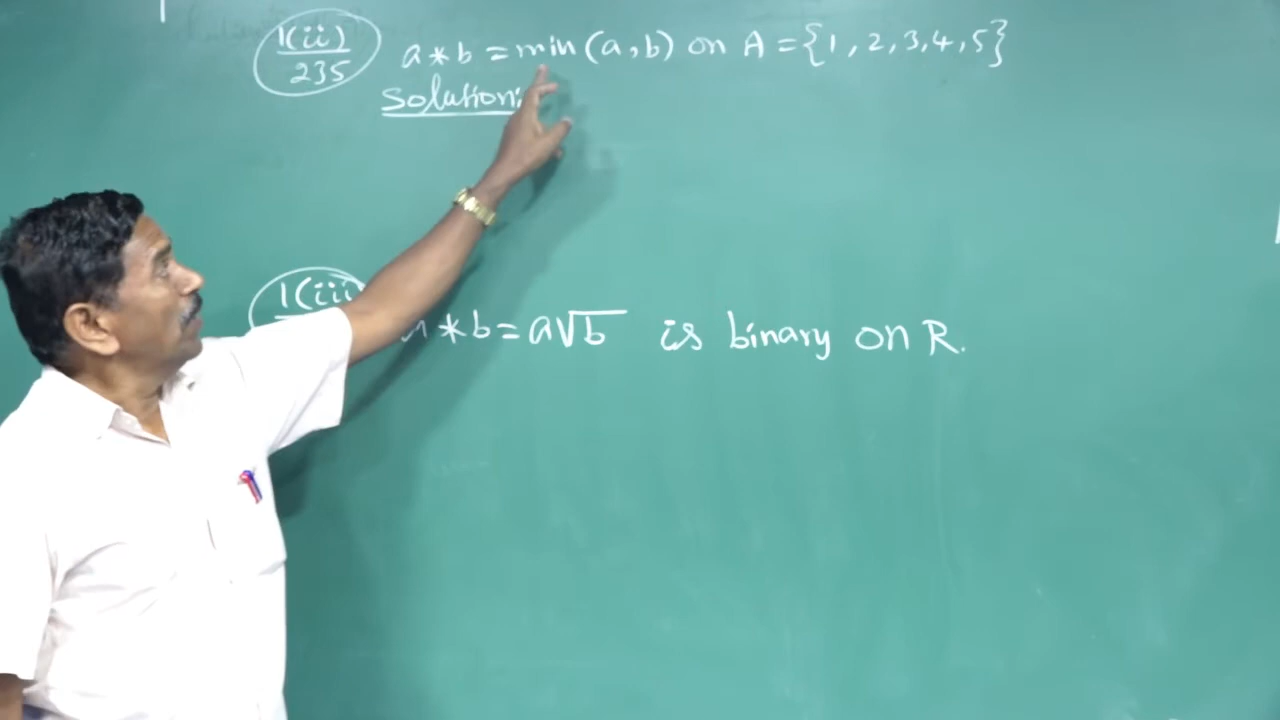 1(ii)/235 a * b = min (a, b) on A = {1, 2, 3, 4, 5}
Solution:
1(iii) a * b = a√b is binary on R.